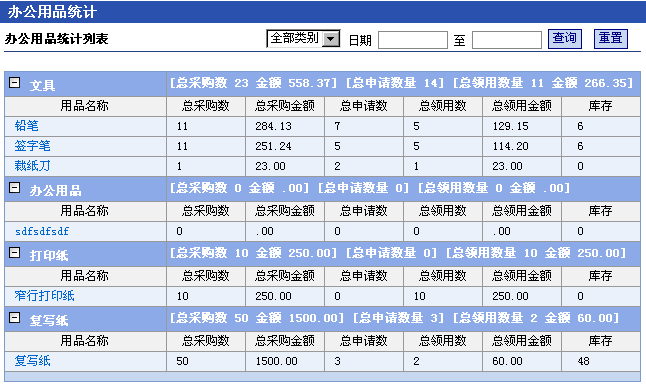 办公用品统计
办公用品统计列表 全部类别 日期 至 查询 重置
文具 [总采购数 23 金额 558.37] [总申请数量 14] [总领用数量 11 金额 266.35]
用品名称 总采购数 总采购金额 总申请数 总领用数 总领用金额 库存
铅笔 11 284.13 7 5 129.15 6
签字笔 11 251.24 5 5 114.20 6
裁纸刀 1 23.00 2 1 23.00 0
办公用品 [总采购数 0 金额 .00] [总申请数量 0] [总领用数量 0 金额 .00]
用品名称 总采购数 总采购金额 总申请数 总领用数 总领用金额 库存
sdfsdfsdf 0 .00 0 0 .00 0
打印纸 [总采购数 10 金额 250.00] [总申请数量 0] [总领用数量 10 金额 250.00]
用品名称 总采购数 总采购金额 总申请数 总领用数 总领用金额 库存
窄行打印纸 10 250.00 0 10 250.00 0
复写纸 [总采购数 50 金额 1500.00] [总申请数量 3] [总领用数量 2 金额 60.00]
用品名称 总采购数 总采购金额 总申请数 总领用数 总领用金额 库存
复写纸 50 1500.00 3 2 60.00 48